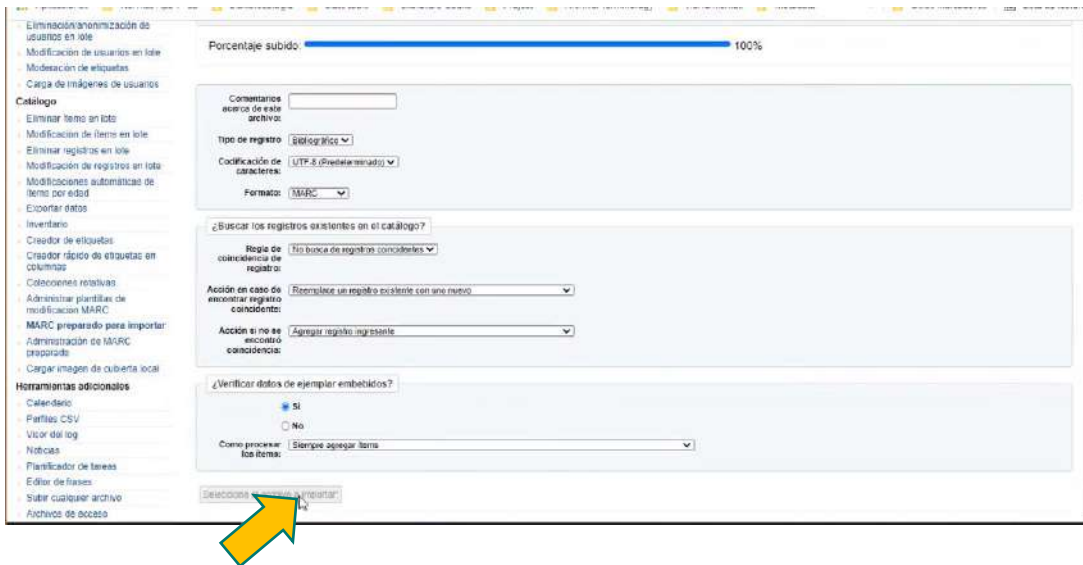 Eliminación/anonimización de
usuarios en lote
Modificación de usuarios en lote
Moderación de etiquetas
Carga de imágenes de usuarios
Catálogo
Eliminar ítems en lote
Modificación de ítems en lote
Eliminar registros en lote
Modificación de registros en lote
Modificaciones automáticas de
ítems por edad
Exportar datos
Inventario
Creador de etiquetas
Creador rápido de etiquetas en
columnas
Colecciones rotativas
Administrar plantillas de
modificacion MARC
MARC preparado para importar
Administración de MARC
preparado
Cargar imagen de cubierta local
Herramientas adicionales
Calendario
Perfiles CSV
Visor del log
Noticias
Planificador de tareas
Editor de frases
Subir cualquier archivo
Archivos de acceso
Porcentaje subido: 100%
Comentarios
acerca de este
archivo:
Tipo de registro Bibliográfico
Codificación de
caracteres: UTF-8 (Predeterminado)
Formato: MARC
¿Buscar los registros existentes en el catálogo?
Regla de
coincidencia de
registro: No busca de registros coincidentes
Acción en caso de
encontrar registro
coincidente: Reemplace un registro existente con uno nuevo
Acción si no se
encontró
coincidencia: Agregar registro ingresante
¿Verificar datos de ejemplar embebidos?
Sí
No
Como procesar
los ítems: Siempre agregar ítems
importar